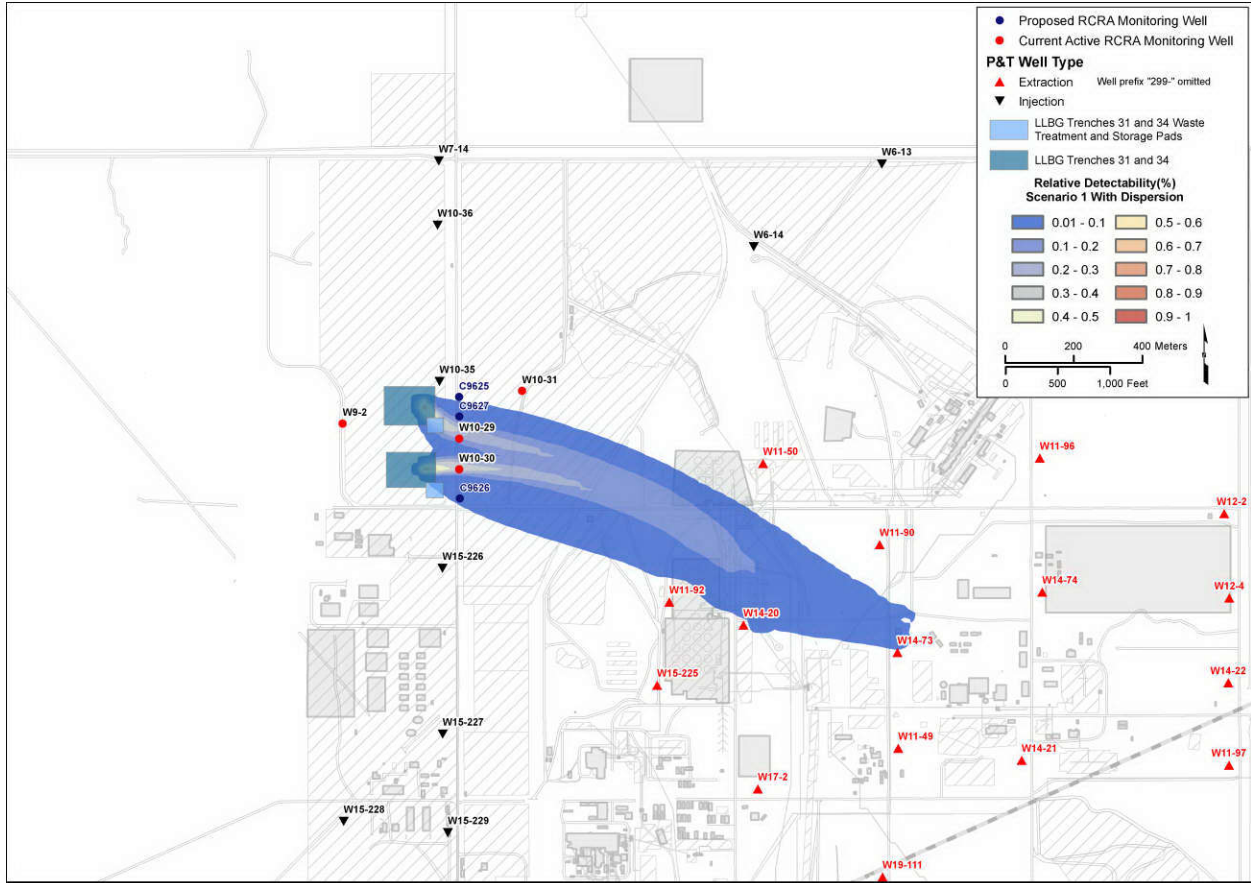 Proposed RCRA Monitoring Well
Current Active RCRA Monitoring Well
P&T Well Type
Extraction Well prefix "299-" omitted
Injection
LLBG Trenches 31 and 34 Waste
Treatment and Storage Pads
LLBG Trenches 31 and 34
Relative Detectability(%)
Scenario 1 With Dispersion
0.01 - 0.1 0.5 - 0.6
0.1 - 0.2 0.6 - 0.7
0.2 - 0.3 0.7 - 0.8
0.3 - 0.4 0.8 - 0.9
0.4 - 0.5 0.9 - 1
0 200 400 Meters
0 500 1,000 Feet
W7-14
W6-13
W10-36
W6-14
W10-35
C9625
W10-31
C9627
W9-2
W10-29
W10-30
C9626
W11-50
W11-96
W12-2
W11-90
W15-226
W14-74
W12-4
W11-92
W14-20
W14-73
W15-225
W14-22
W15-227
W11-49
W14-21
W11-97
W17-2
W15-228
W15-229
W19-111